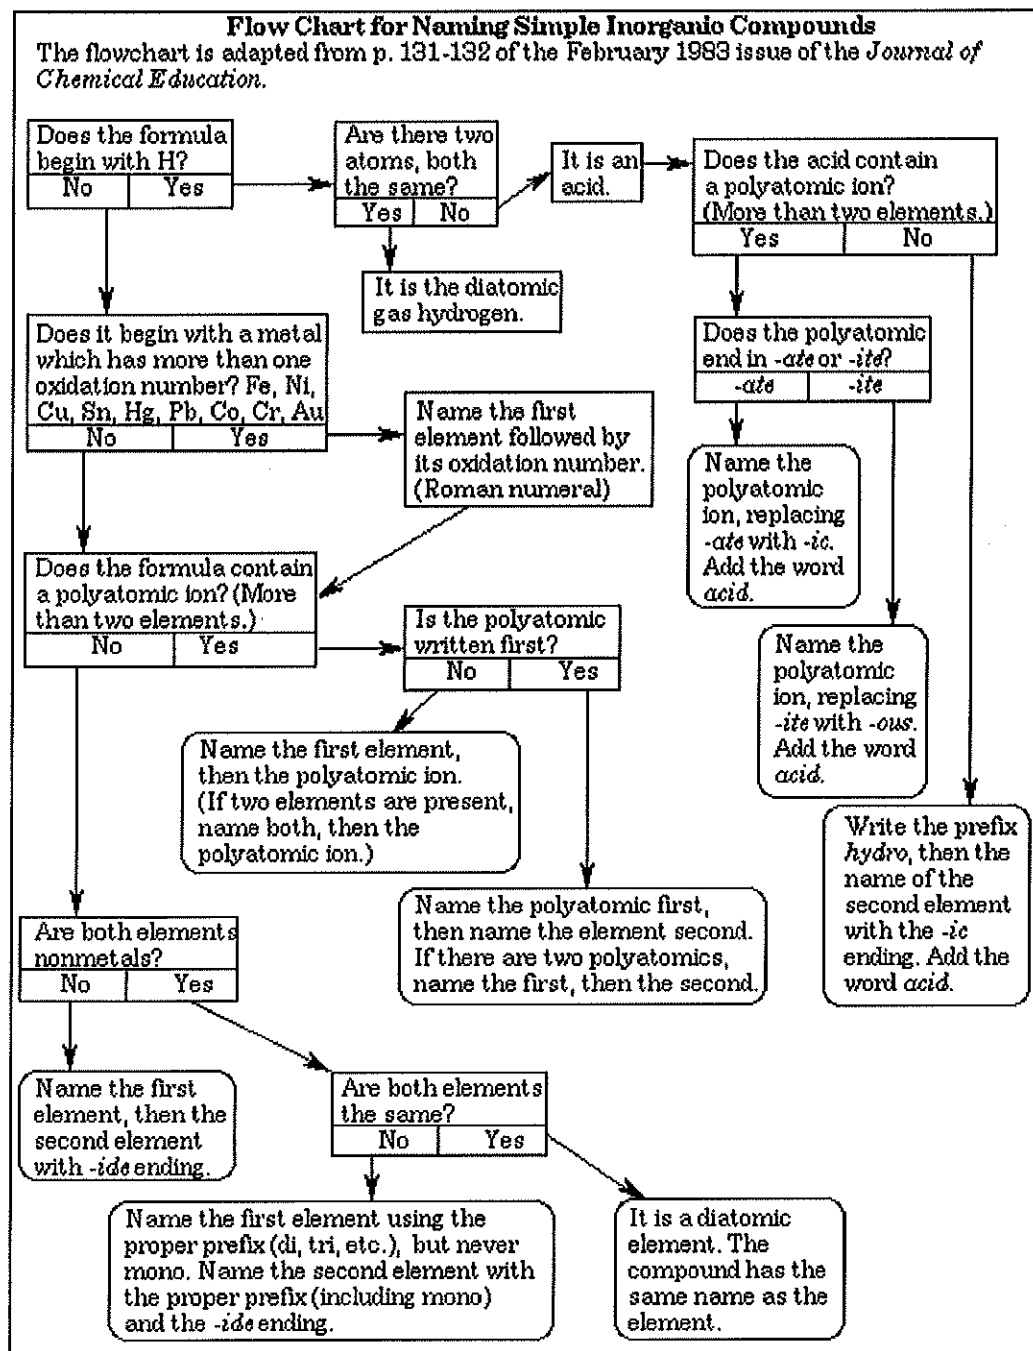 Flow Chart for Naming Simple Inorganic Compounds
The flowchart is adapted from p. 131-132 of the February 1983 issue of the Journal of
Chemical Education.
Does the formula
begin with H?
No Yes
Are there two
atoms, both
the same?
Yes No
It is an
acid.
Does the acid contain
a polyatomic ion?
(More than two elements.)
Yes No
It is the diatomic
gas hydrogen.
Does it begin with a metal
which has more than one
oxidation number? Fe, Ni,
Cu, Sn, Hg, Pb, Co, Cr, Au
No Yes
Name the first
element followed by
its oxidation number.
(Roman numeral)
Does the polyatomic
end in -ate or -ite?
-ate -ite
Name the
polyatomic
ion, replacing
-ate with -ic.
Add the word
acid.
Does the formula contain
a polyatomic ion? (More
than two elements.)
No Yes
Is the polyatomic
written first?
No Yes
Name the
polyatomic
ion, replacing
-ite with -ous.
Add the word
acid.
Name the first element,
then the polyatomic ion.
(If two elements are present,
name both, then the
polyatomic ion.)
Write the prefix
hydro, then the
name of the
second element
with the -ic
ending. Add the
word acid.
Name the polyatomic first,
then name the element second.
If there are two polyatomics,
name the first, then the second.
Are both elements
nonmetals?
No Yes
Name the first
element, then the
second element
with -ide ending.
Are both elements
the same?
No Yes
Name the first element using the
proper prefix (di, tri, etc.), but never
mono. Name the second element with
the proper prefix (including mono)
and the -ide ending.
It is a diatomic
element. The
compound has the
same name as the
element.